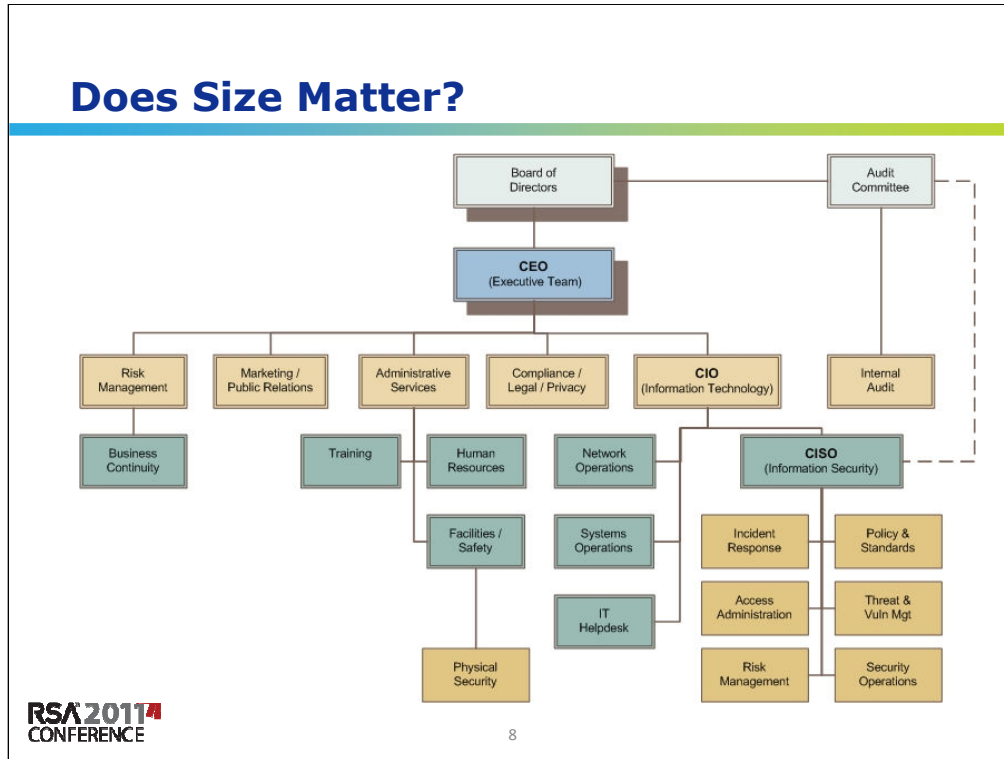 Does Size Matter?
Board of
Directors
Audit
Committee
CEO
(Executive Team)
Risk
Management
Marketing /
Public Relations
Administrative
Services
Compliance /
Legal / Privacy
CIO
(Information Technology)
Internal
Audit
Business
Continuity
Training
Human
Resources
Network
Operations
CISO
(Information Security)
Facilities /
Safety
Systems
Operations
Incident
Response
Policy &
Standards
IT
Helpdesk
Access
Administration
Threat &
Vuln Mgt
Physical
Security
Risk
Management
Security
Operations
RSA 2011
CONFERENCE
8